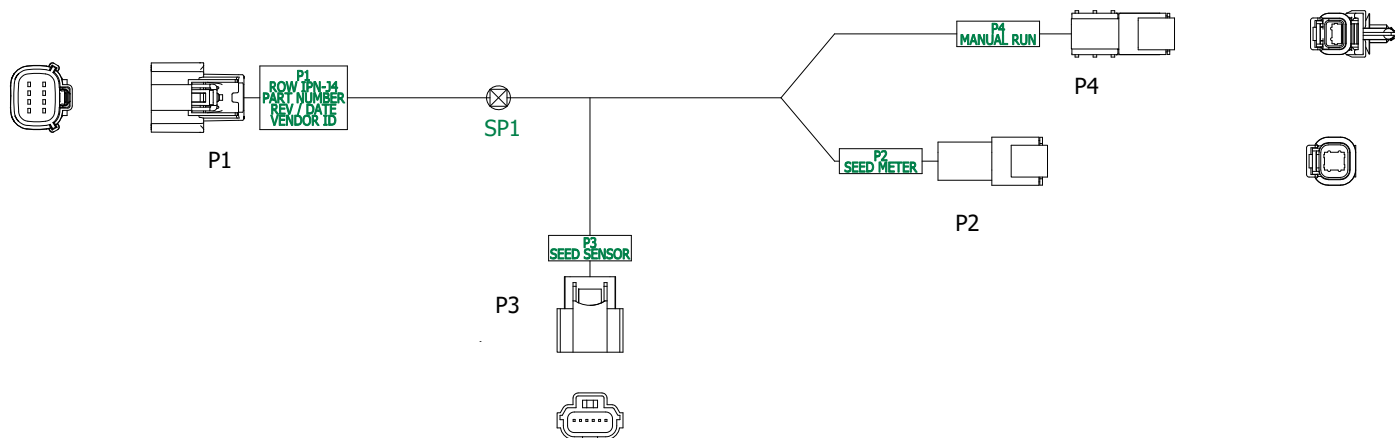 P4
MANUAL RUN
P4
P1
ROW IPN-J4
PART NUMBER
REV / DATE
VENDOR ID
P1
SP1
P2
SEED METER
P2
P3
SEED SENSOR
P3